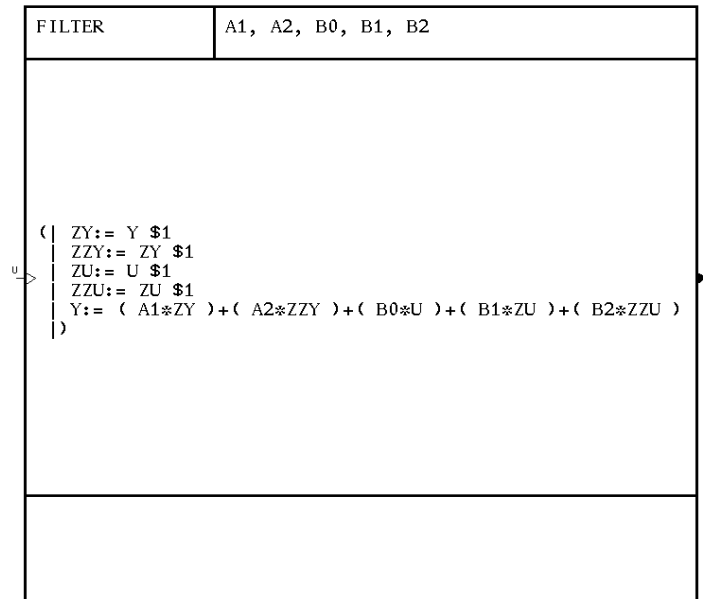 FILTER
A1, A2, B0, B1, B2
(| ZY:= Y $1
| ZZY:= ZY $1
U
| ZU:= U $1
| ZZU:= ZU $1
| Y:= ( A1*ZY )+( A2*ZZY )+( B0*U )+( B1*ZU )+( B2*ZZU )
|)